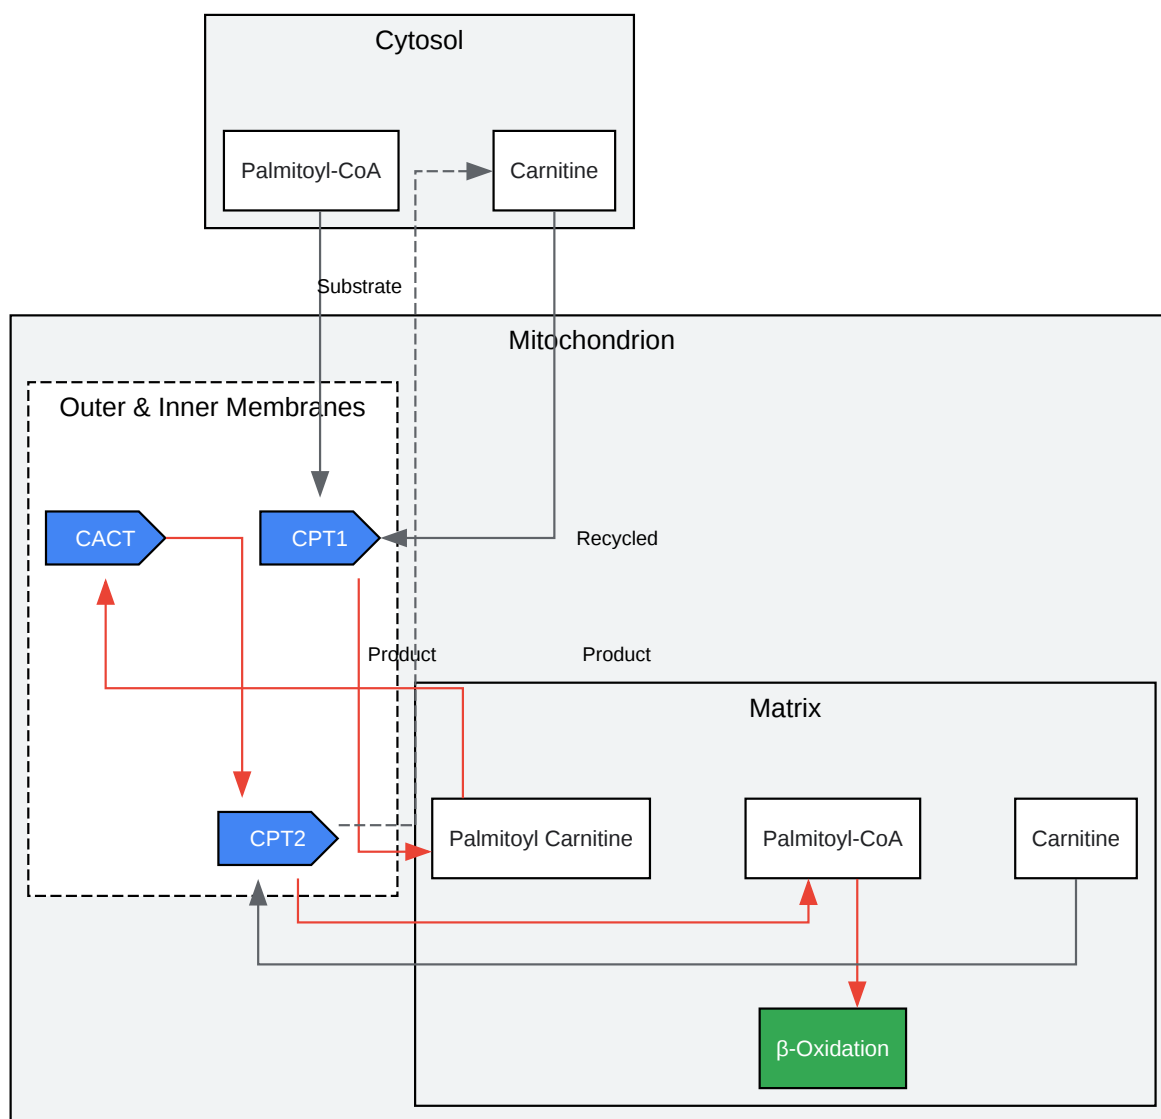 Cytosol
Palmitoyl-CoA
Carnitine
Substrate
Mitochondrion
Outer & Inner Membranes
CACT
CPT1
Recycled
Product
Product
Matrix
CPT2
Palmitoyl Carnitine
Palmitoyl-CoA
Carnitine
β-Oxidation